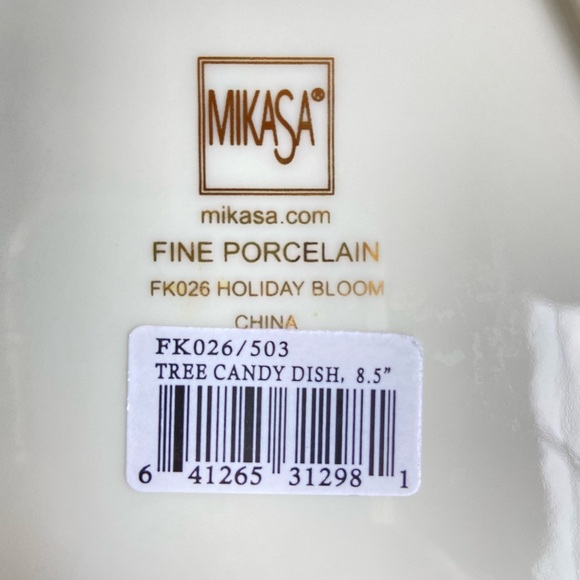 MIKASA®
mikasa.com
FINE PORCELAIN
FK026 HOLIDAY BLOOM
CHINA
FK026/503
TREE CANDY DISH, 8.5”
6 41265 31298 1